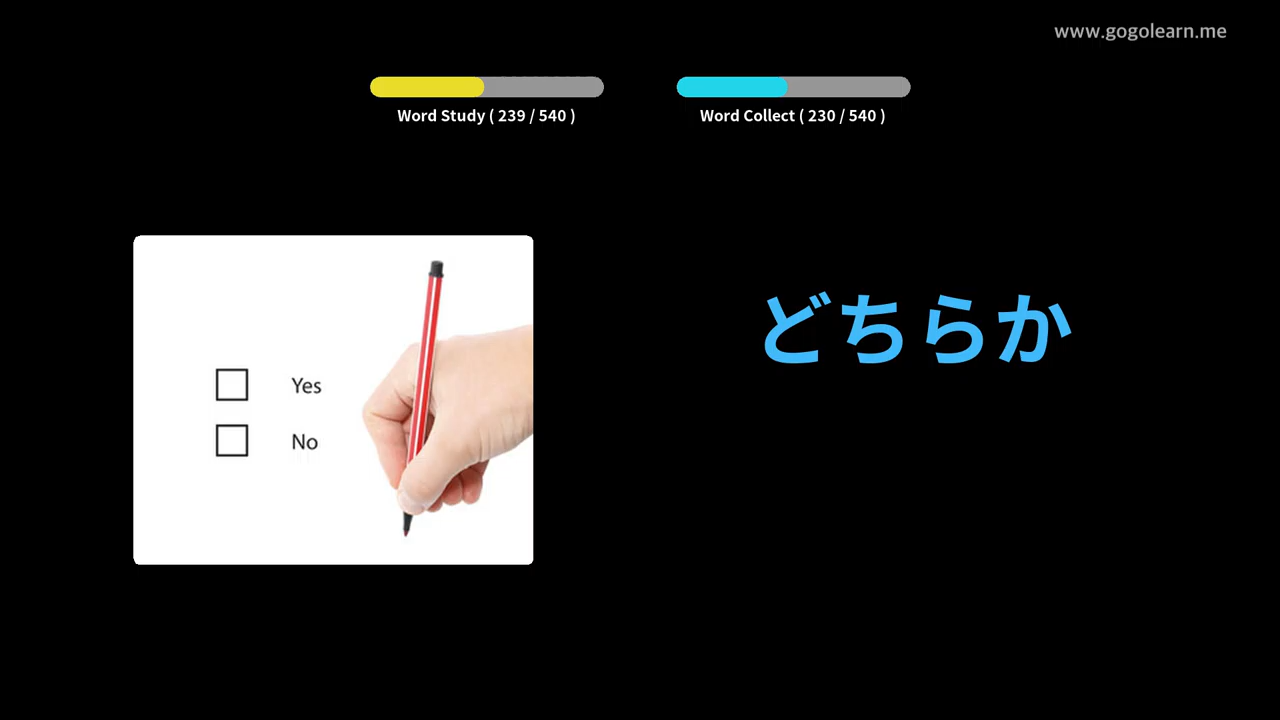 www.gogolearn.me
Word Study ( 239 / 540 )
Word Collect ( 230 / 540 )
Yes
No
どちらか